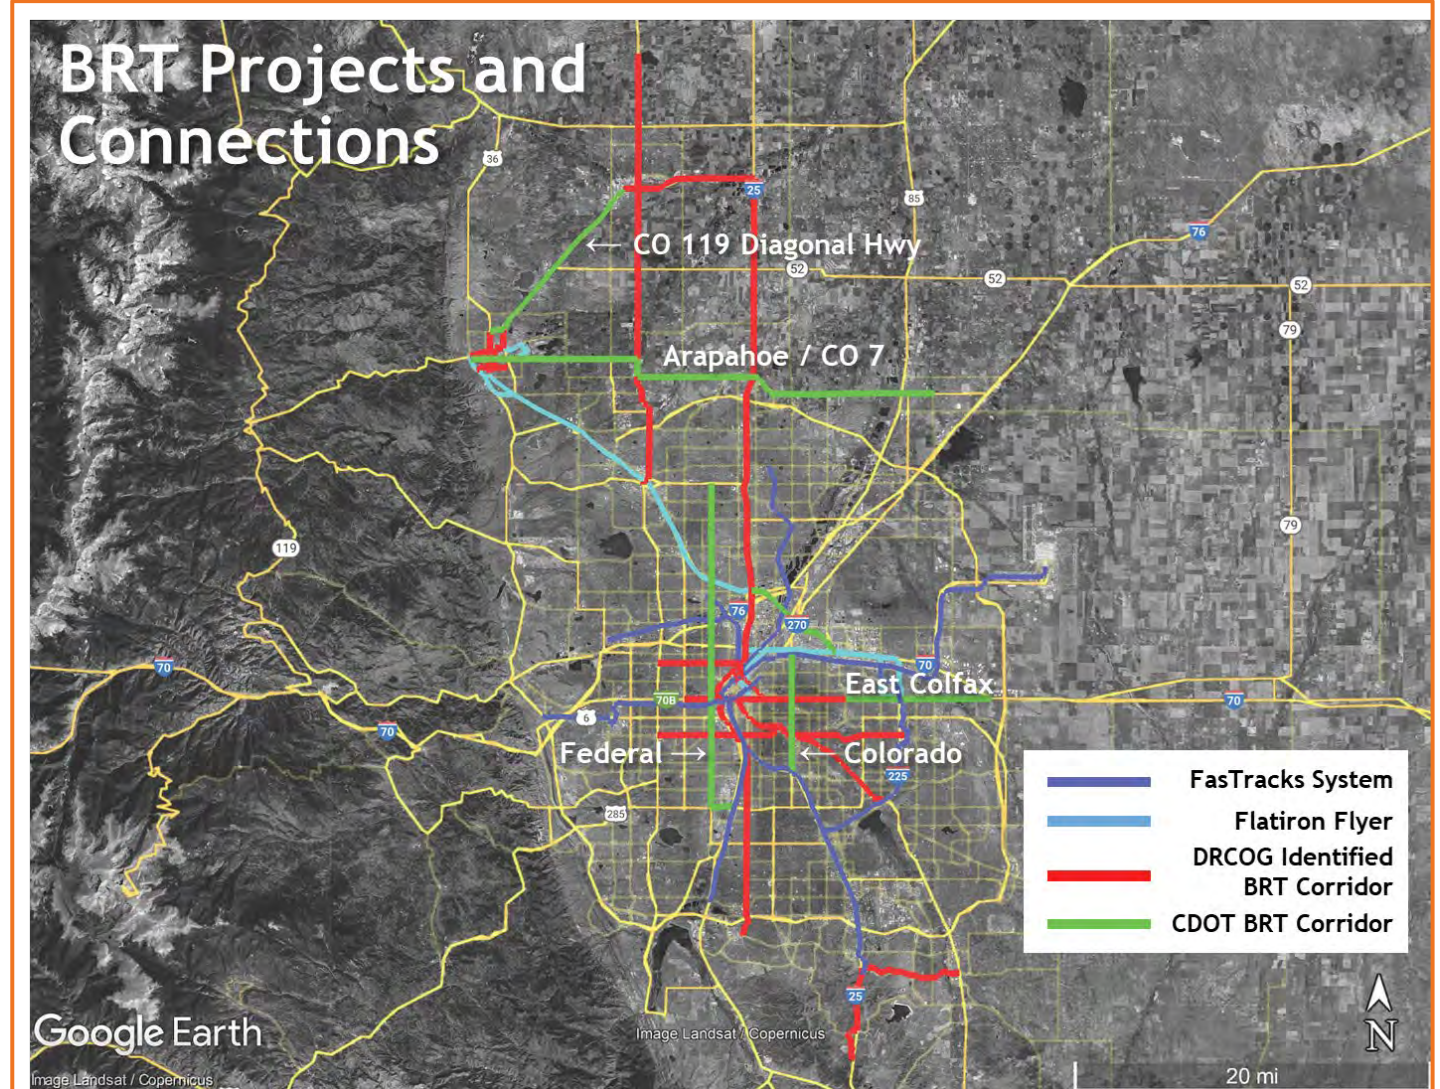 BRT Projects and
Connections
36
25
85
76
← CO 119 Diagonal Hwy
52
52
52
79
Arapahoe / CO 7
79
119
76
270
70
70
East Colfax
70B
70
6
70
Federal →
← Colorado
225
285
25
FasTracks System
Flatiron Flyer
DRCOG Identified
BRT Corridor
CDOT BRT Corridor
Google Earth
Image Landsat / Copernicus
N
Image Landsat / Copernicus
20 mi